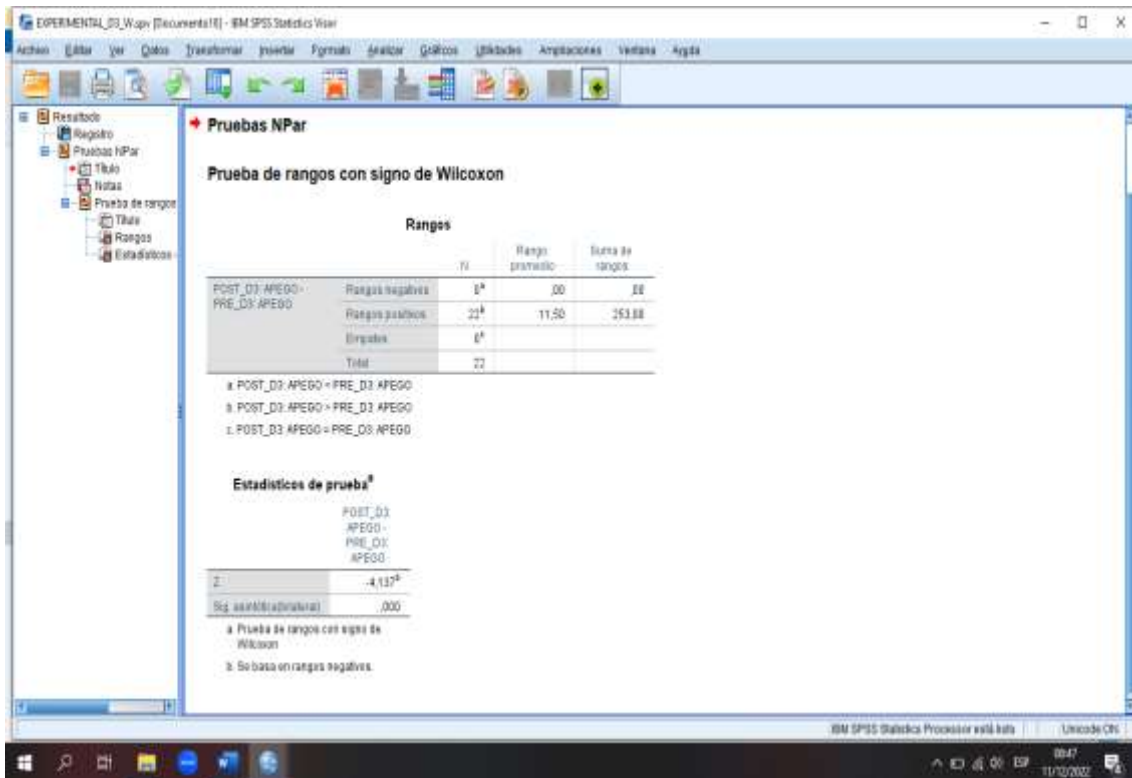 EXPERIMENTAL_D3_W.spv [Documento10] - IBM SPSS Statistics Visor
Archivo Editar Ver Datos Transformar Insertar Formato Analizar Gráficos Utilidades Ampliaciones Ventana Ayuda
Resultado
Registro
Pruebas NPar
Título
Notas
Prueba de rangos
Título
Rangos
Estadísticos
Pruebas NPar
Prueba de rangos con signo de Wilcoxon
Rangos
N Rango promedio Suma de rangos
POST_D3: APEGO - PRE_D3: APEGO Rangos negativos 0a ,00 ,00
Rangos positivos 22b 11,50 253,00
Empates 0c
Total 22
a. POST_D3: APEGO < PRE_D3: APEGO
b. POST_D3: APEGO > PRE_D3: APEGO
c. POST_D3: APEGO = PRE_D3: APEGO
Estadísticos de pruebaa
POST_D3:
APEGO -
PRE_D3:
APEGO
Z -4,137b
Sig. asintótica(bilateral) ,000
a. Prueba de rangos con signo de
Wilcoxon
b. Se basa en rangos negativos.
IBM SPSS Statistics Processor está listo Unicode:ON
ESP
11/12/2022